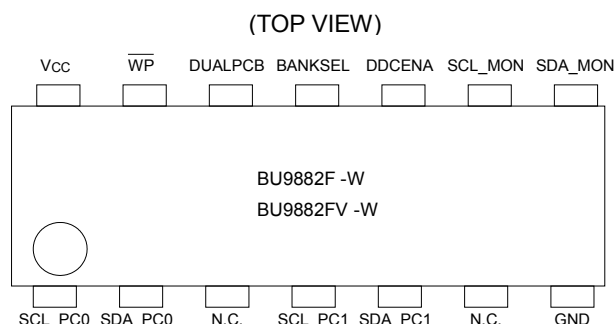 (TOP VIEW)
VCC WP DUALPCB BANKSEL DDCENA SCL_MON SDA_MON
BU9882F -W
BU9882FV -W
SCL_PC0 SDA_PC0 N.C. SCL_PC1 SDA_PC1 N.C. GND